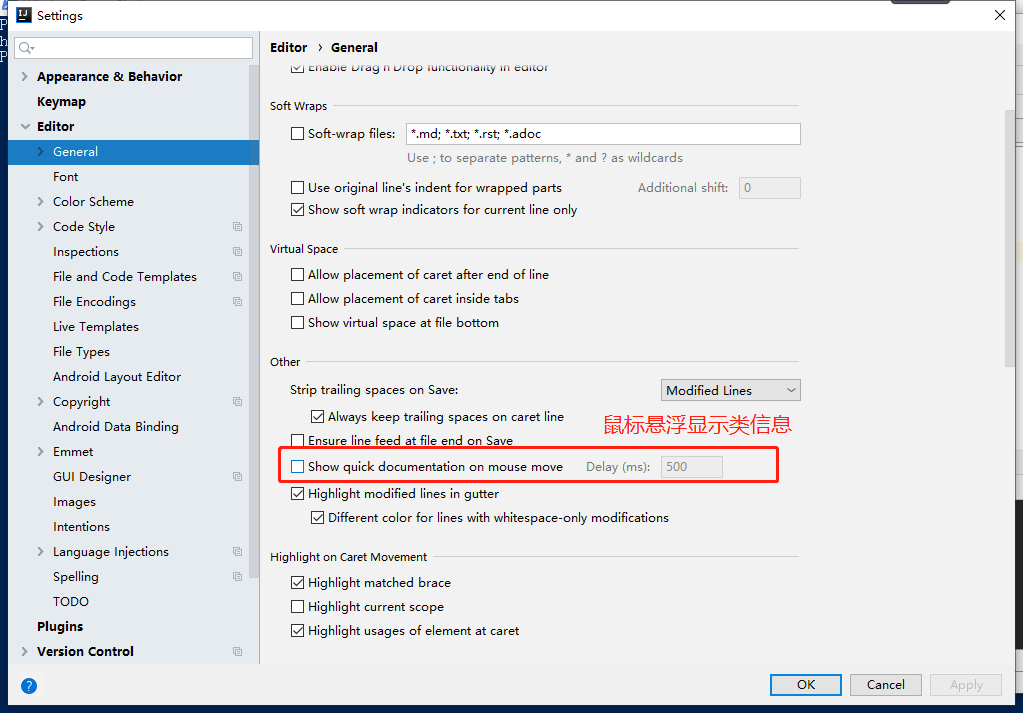 Settings
Editor › General
Appearance & Behavior
Keymap
Editor
General
Font
Color Scheme
Code Style
Inspections
File and Code Templates
File Encodings
Live Templates
File Types
Android Layout Editor
Copyright
Android Data Binding
Emmet
GUI Designer
Images
Intentions
Language Injections
Spelling
TODO
Plugins
Version Control
Enable Drag'n'Drop functionality in editor
Soft Wraps
Soft-wrap files: *.md; *.txt; *.rst; *.adoc
Use ; to separate patterns, * and ? as wildcards
Use original line's indent for wrapped parts Additional shift: 0
Show soft wrap indicators for current line only
Virtual Space
Allow placement of caret after end of line
Allow placement of caret inside tabs
Show virtual space at file bottom
Other
Strip trailing spaces on Save: Modified Lines
Always keep trailing spaces on caret line
鼠标悬浮显示类信息
Ensure line feed at file end on Save
Show quick documentation on mouse move Delay (ms): 500
Highlight modified lines in gutter
Different color for lines with whitespace-only modifications
Highlight on Caret Movement
Highlight matched brace
Highlight current scope
Highlight usages of element at caret
? OK Cancel Apply